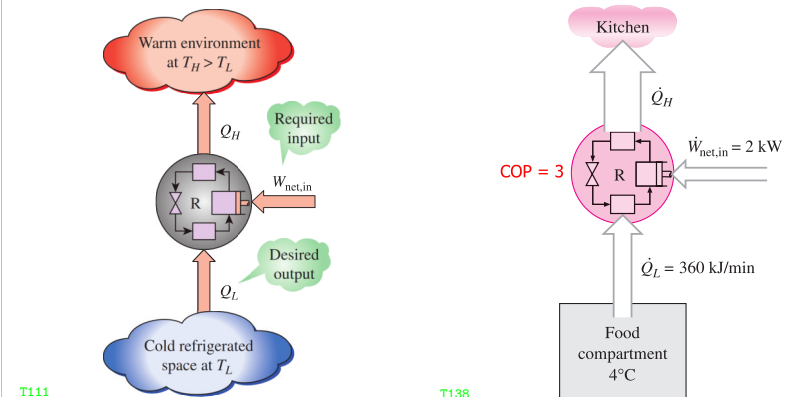 Warm environment
at T_H > T_L
Q_H
Required
input
W_net,in
R
Desired
output
Q_L
Cold refrigerated
space at T_L
T111
Kitchen
Q̇_H
Ẇ_net,in = 2 kW
COP = 3
R
Q̇_L = 360 kJ/min
Food
compartment
4°C
T138